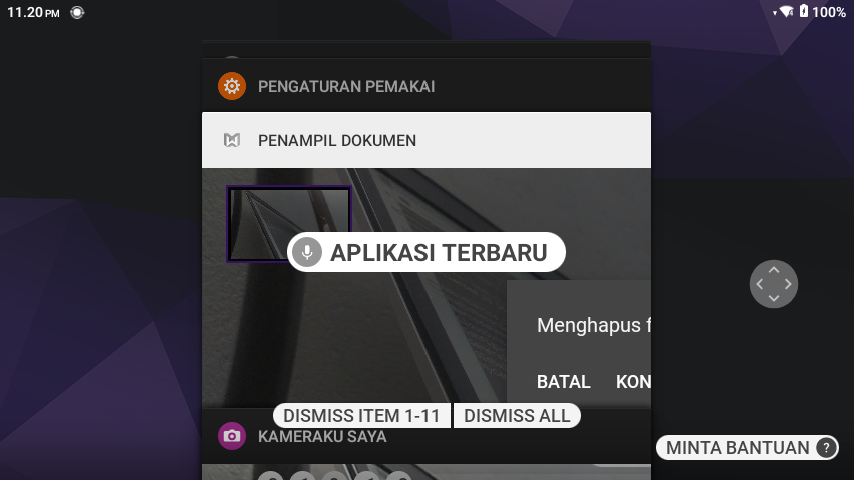 11.20 PM
100%
PENGATURAN PEMAKAI
PENAMPIL DOKUMEN
APLIKASI TERBARU
Menghapus f
BATAL KON
DISMISS ITEM 1-11 DISMISS ALL
KAMERAKU SAYA
MINTA BANTUAN ?